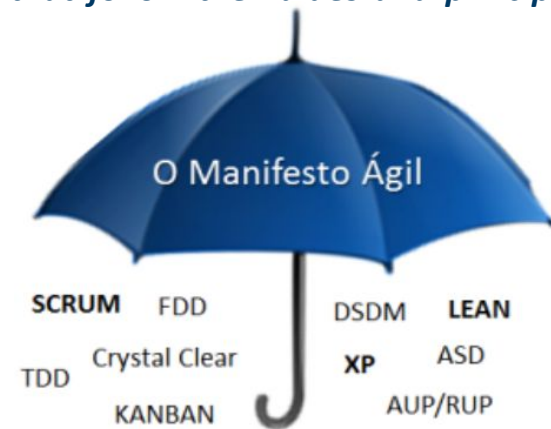 O Manifesto Ágil
SCRUM FDD DSDM LEAN
TDD Crystal Clear XP ASD
KANBAN AUP/RUP